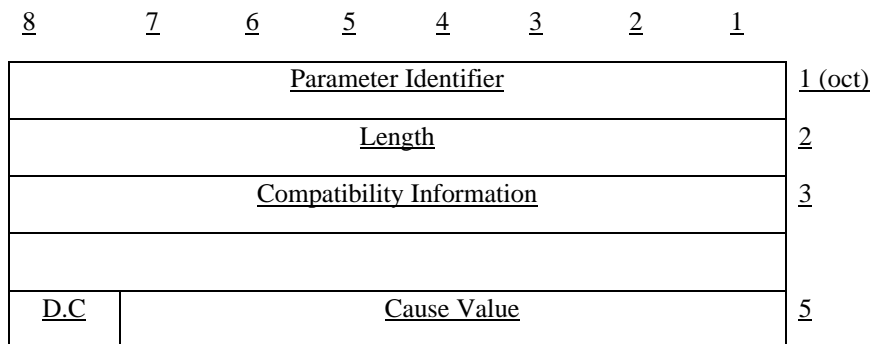 8 7 6 5 4 3 2 1
Parameter Identifier 1 (oct)
Length 2
Compatibility Information 3
D.C Cause Value 5